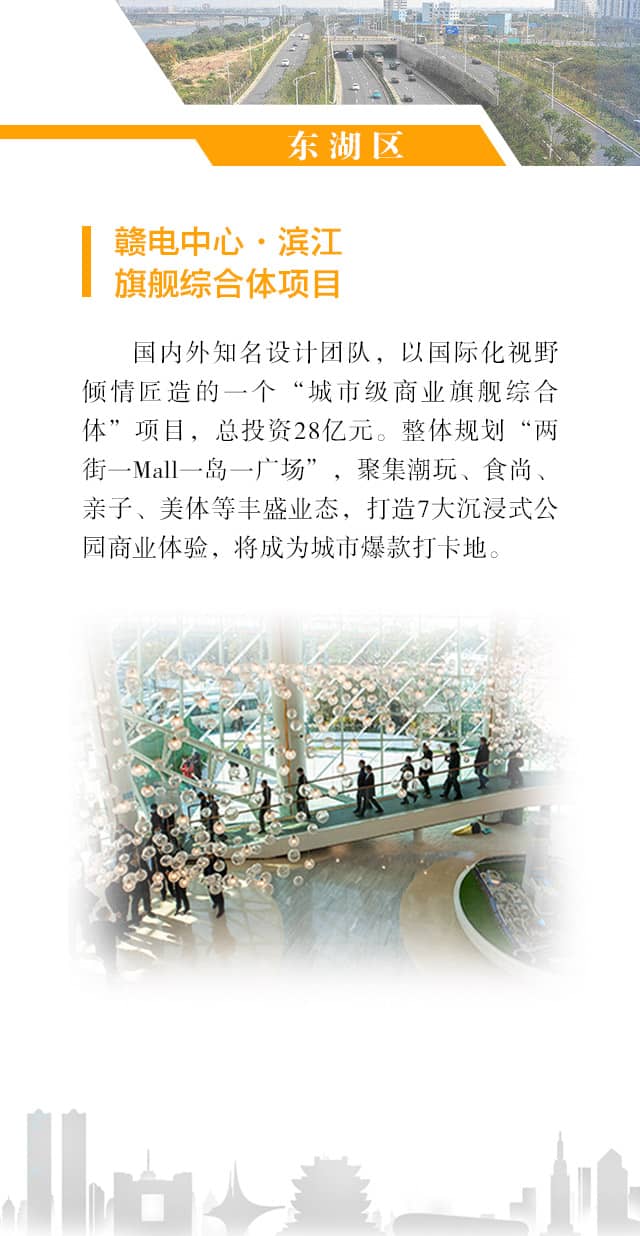 东湖区
赣电中心·滨江
旗舰综合体项目
国内外知名设计团队，以国际化视野
倾情匠造的一个“城市级商业旗舰综合
体”项目，总投资28亿元。整体规划“两
街一Mall一岛一广场”，聚集潮玩、食尚、
亲子、美体等丰盛业态，打造7大沉浸式公
园商业体验，将成为城市爆款打卡地。